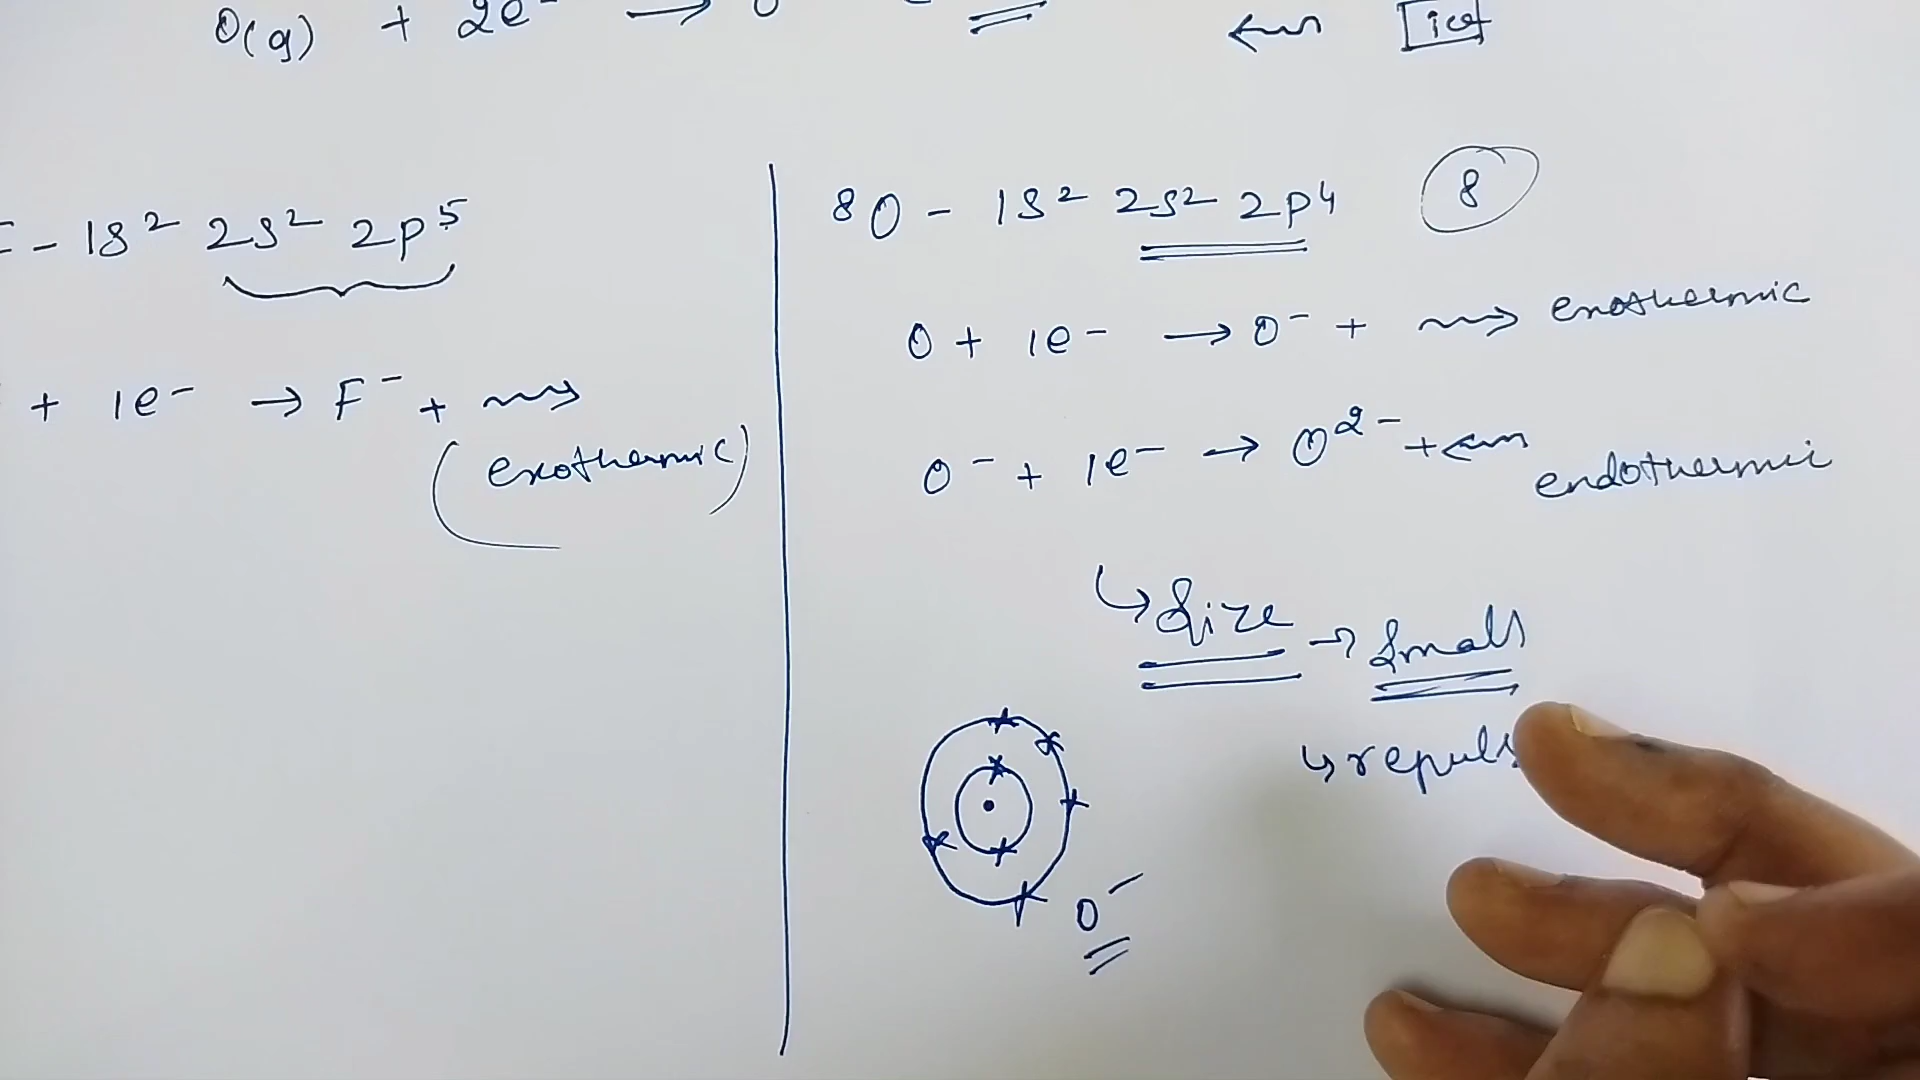 O(g) + 2e⁻ →
- 1s² 2s² 2p⁵
+ 1e⁻ → F⁻ +
(exothermic)
8O - 1s² 2s² 2p⁴ 8
O + 1e⁻ → O⁻ + exothermic
O⁻ + 1e⁻ → O²⁻ + endothermic
↳ Size → Small
↳ repuls
O⁻